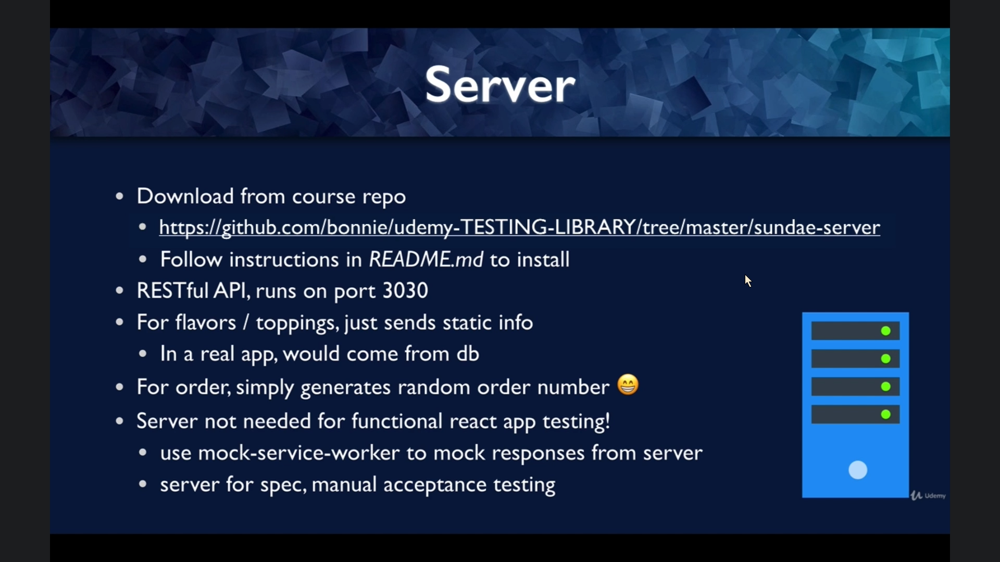 Server
• Download from course repo
• https://github.com/bonnie/udemy-TESTING-LIBRARY/tree/master/sundae-server
• Follow instructions in README.md to install
• RESTful API, runs on port 3030
• For flavors / toppings, just sends static info
• In a real app, would come from db
• For order, simply generates random order number 😁
• Server not needed for functional react app testing!
• use mock-service-worker to mock responses from server
• server for spec, manual acceptance testing
Udemy